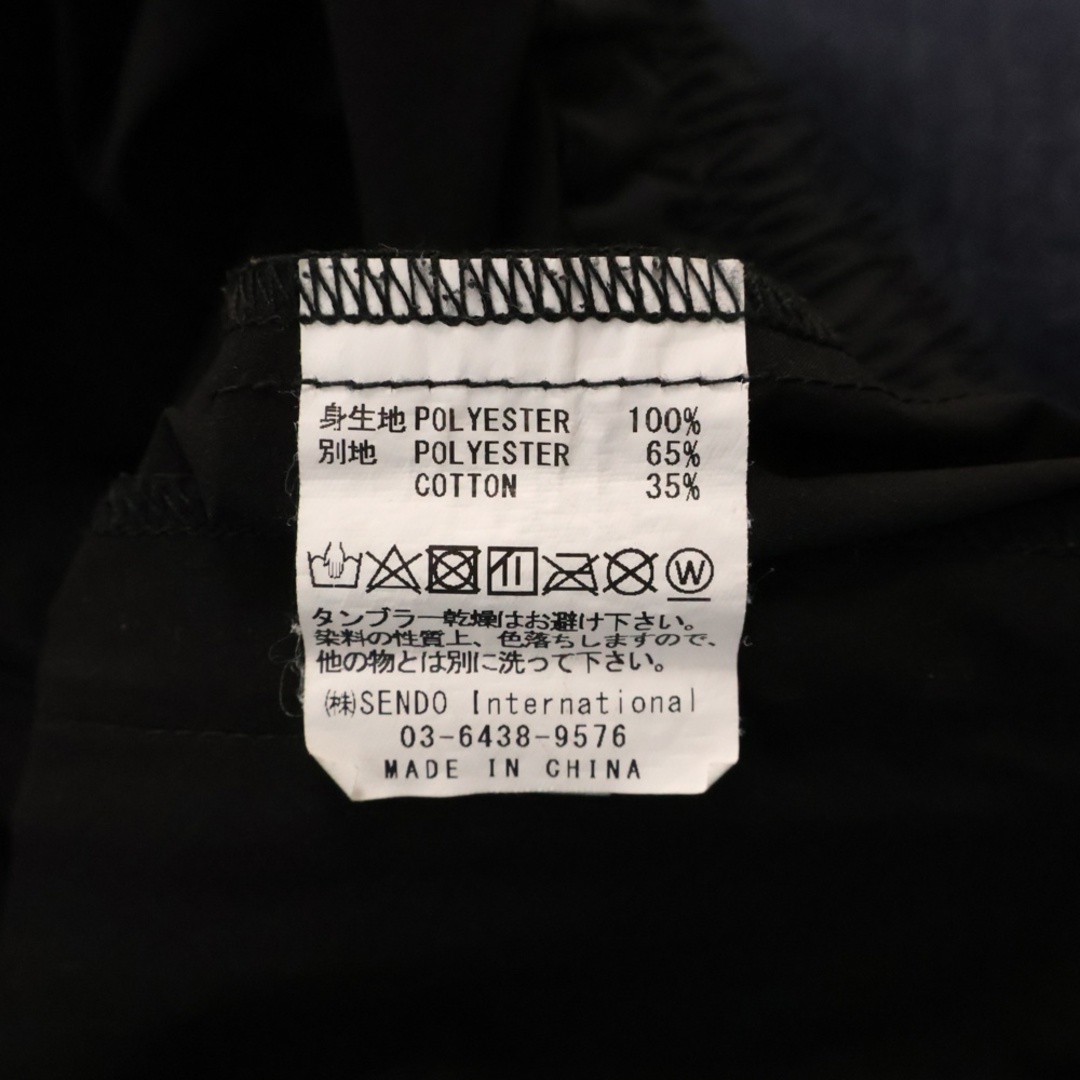 身生地 POLYESTER 100%
別地 POLYESTER 65%
COTTON 35%
W
タンブラー乾燥はお避け下さい。
染料の性質上、色落ちしますので、
他の物とは別に洗って下さい。
㈱SENDO International
03-6438-9576
MADE IN CHINA